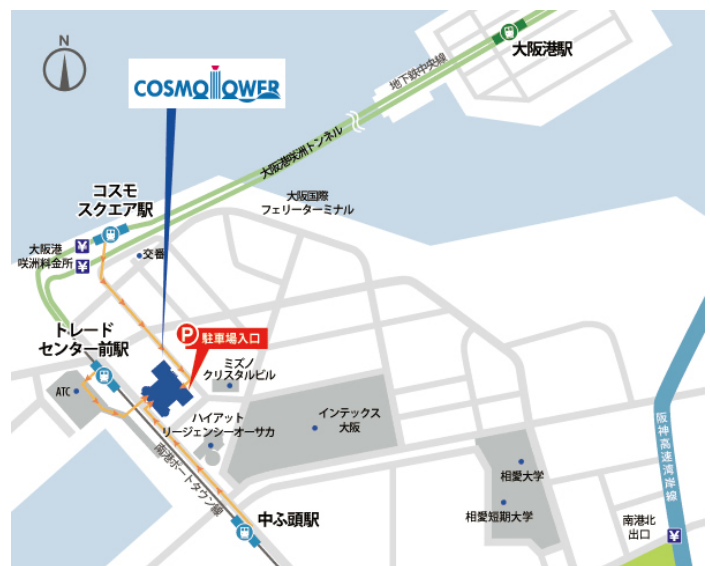 N
COSMOTOWER
大阪港駅
地下鉄中央線
大阪港咲洲トンネル
コスモ
スクエア駅
大阪国際
フェリーターミナル
大阪港
咲洲料金所
¥
¥
交番
トレード
センター前駅
P 駐車場入口
ミズノ
クリスタルビル
ATC
ハイアット
リージェンシーオーサカ
インテックス
大阪
南港ポートタウン線
中ふ頭駅
相愛大学
相愛短期大学
阪神高速湾岸線
南港北
出口
¥